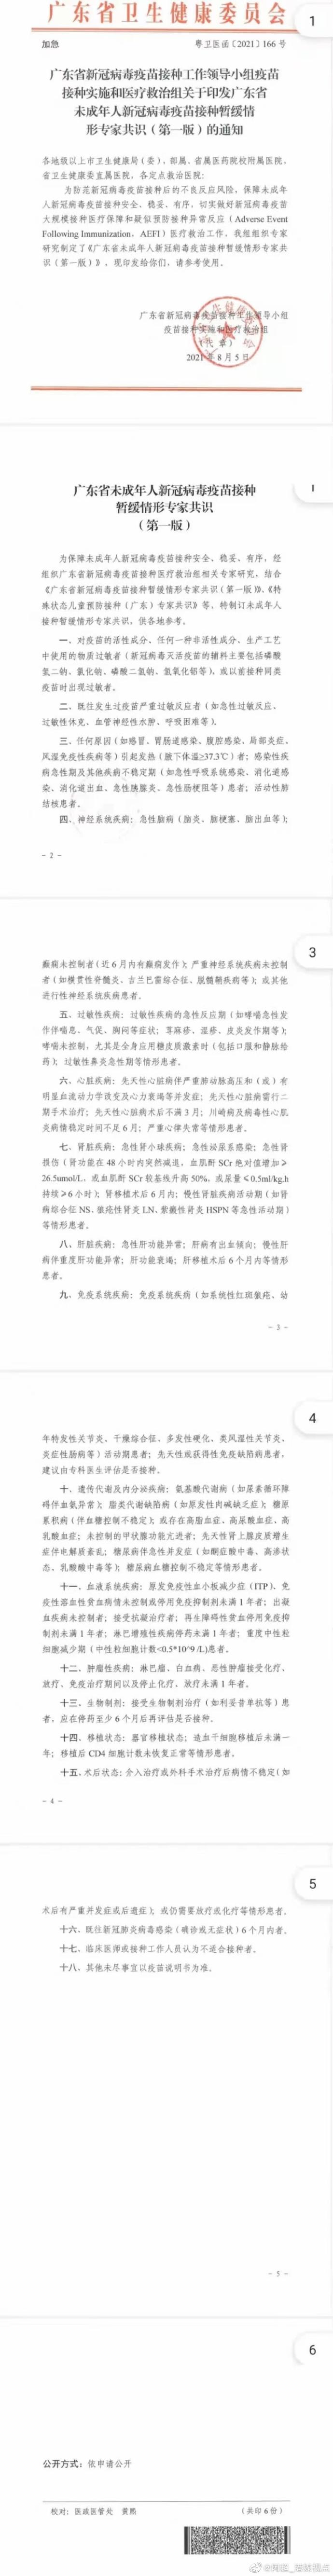 广东省卫生健康委员会
1
加急
粤卫医函〔2021〕166号
广东省新冠病毒疫苗接种工作领导小组疫苗
接种实施和医疗救治组关于印发广东省
未成年人新冠病毒疫苗接种暂缓情
形专家共识（第一版）的通知
各地级以上市卫生健康局（委），部属、省属医药院校附属医院，
省卫生健康委直属医院，各定点救治医院：
为防范新冠病毒疫苗接种后的不良反应风险，保障未成年
人新冠病毒疫苗接种安全、稳妥、有序，切实做好新冠病毒疫苗
大规模接种医疗保障和疑似预防接种异常反应（Adverse Event
Following Immunization，AEFI）医疗救治工作，我组组织专家
研究制定了《广东省未成年人新冠病毒疫苗接种暂缓情形专家共
识（第一版）》，现印发给你们，请参考使用。
广东省新冠病毒疫苗接种工作领导小组
疫苗接种实施和医疗救治组
（代 章）
2021年8月5日
广东省未成年人新冠病毒疫苗接种
暂缓情形专家共识
（第一版）
为保障未成年人新冠病毒疫苗接种安全、稳妥、有序，经
组织广东省新冠病毒疫苗接种医疗救治组相关专家研究，结合
《广东省新冠病毒疫苗接种暂缓情形专家共识（第一版）》、《特
殊状态儿童预防接种（广东）专家共识》等，特制订未成年人
接种暂缓情形专家共识，供各地参考。
一、对疫苗的活性成分、任何一种非活性成分、生产工艺
中使用的物质过敏者（新冠病毒灭活疫苗的辅料主要包括磷酸
氢二钠、氯化钠、磷酸二氢钠、氢氧化铝等），或以前接种同类
疫苗时出现过敏者。
二、既往发生过疫苗严重过敏反应者（如急性过敏反应、
过敏性休克、血管神经性水肿、呼吸困难等）。
三、任何原因（如感冒、胃肠道感染、腹腔感染、局部炎症、
风湿免疫性疾病等）引起发热（腋下体温≥37.3℃）者；感染性疾
病急性期及其他疾病不稳定期（如急性呼吸系统感染、消化道感
染、消化道出血、急性胰腺炎、急性肠梗阻等）患者；活动性肺
结核患者。
四、神经系统疾病：急性脑病（脑炎、脑梗塞、脑出血等）；
- 2 -
3
癫痫未控制者（近6月内有癫痫发作）；严重神经系统疾病未控制
者（如横贯性脊髓炎、吉兰巴雷综合征、脱髓鞘疾病等）；或其他
进行性神经系统疾病患者。
五、过敏性疾病：过敏性疾病的急性反应期（如哮喘急性发
作伴喘息、气促、胸闷等症状；荨麻疹、湿疹、皮炎发作期等）；
哮喘未控制，尤其是全身应用糖皮质激素时（包括口服和静脉给
药）；过敏性鼻炎急性期等情形患者。
六、心脏疾病：先天性心脏病伴严重肺动脉高压和（或）有
明显血流动力学改变及心力衰竭等并发症；先天性心脏病需行二
期手术治疗；先天性心脏病术后不满3月；川崎病及病毒性心肌
炎病情稳定时间不足6月；严重心律失常等情形患者。
七、肾脏疾病：急性肾小球疾病；急性泌尿系感染；急性肾
损伤（肾功能在48小时内突然减退，血肌酐SCr绝对值增加≥
26.5umol/L，或血肌酐SCr较基线升高50%，或尿量≤0.5ml/kg.h
持续≥6小时）；肾移植术后6月内；慢性肾脏疾病活动期（如肾
病综合征NS、狼疮性肾炎LN、紫癜性肾炎HSPN等急性活动期）
等情形患者。
八、肝脏疾病：急性肝功能异常；肝病有出血倾向；慢性肝
病伴重度肝功能异常；肝功能衰竭；肝移植术后6个月内等情形
患者。
九、免疫系统疾病：免疫系统疾病（如系统性红斑狼疮、幼
- 3 -
4
年特发性关节炎、干燥综合征、多发性硬化、类风湿性关节炎、
炎症性肠病等）活动期患者；先天性或获得性免疫缺陷病患者，
建议由专科医生评估是否接种。
十、遗传代谢及内分泌疾病：氨基酸代谢病（如尿素循环障
碍伴血氨异常）；脂类代谢缺陷病（如原发性肉碱缺乏症）；糖原
累积病（伴血糖控制不稳定）；或存在高脂血症、高尿酸血症、高
乳酸血症；未控制的甲状腺功能亢进者；先天性肾上腺皮质增生
症伴电解质紊乱；糖尿病伴急性并发症（如酮症酸中毒、高渗状
态、乳酸酸中毒等）；糖尿病血糖控制不稳定等情形患者。
十一、血液系统疾病：原发免疫性血小板减少症（ITP）、免
疫性溶血性贫血病情未控制或停用免疫抑制剂未满1年者；出凝
血疾病未控制者；接受抗凝治疗者；再生障碍性贫血停用免疫抑
制剂未满1年者；淋巴增殖性疾病停药未满1年者；重度中性粒
细胞减少期（中性粒细胞计数<0.5*10^9 /L)患者。
十二、肿瘤性疾病：淋巴瘤、白血病、恶性肿瘤接受化疗、
放疗、免疫治疗期间以及停止化疗、放疗未满1年者。
十三、生物制剂：接受生物制剂治疗（如利妥昔单抗等）患
者，应在停药至少6个月后再评估是否接种。
十四、移植状态：器官移植状态；造血干细胞移植后未满一
年；移植后CD4细胞计数未恢复正常等情形患者。
十五、术后状态：介入治疗或外科手术治疗后病情不稳定（如
- 4 -
5
术后有严重并发症或后遗症）；或仍需要放疗或化疗等情形患者。
十六、既往新冠肺炎病毒感染（确诊或无症状）6个月内者。
十七、临床医师或接种工作人员认为不适合接种者。
十八、其他未尽事宜以疫苗说明书为准。
- 5 -
6
公开方式：依申请公开
校对：医政医管处 黄熙
（共印6份）